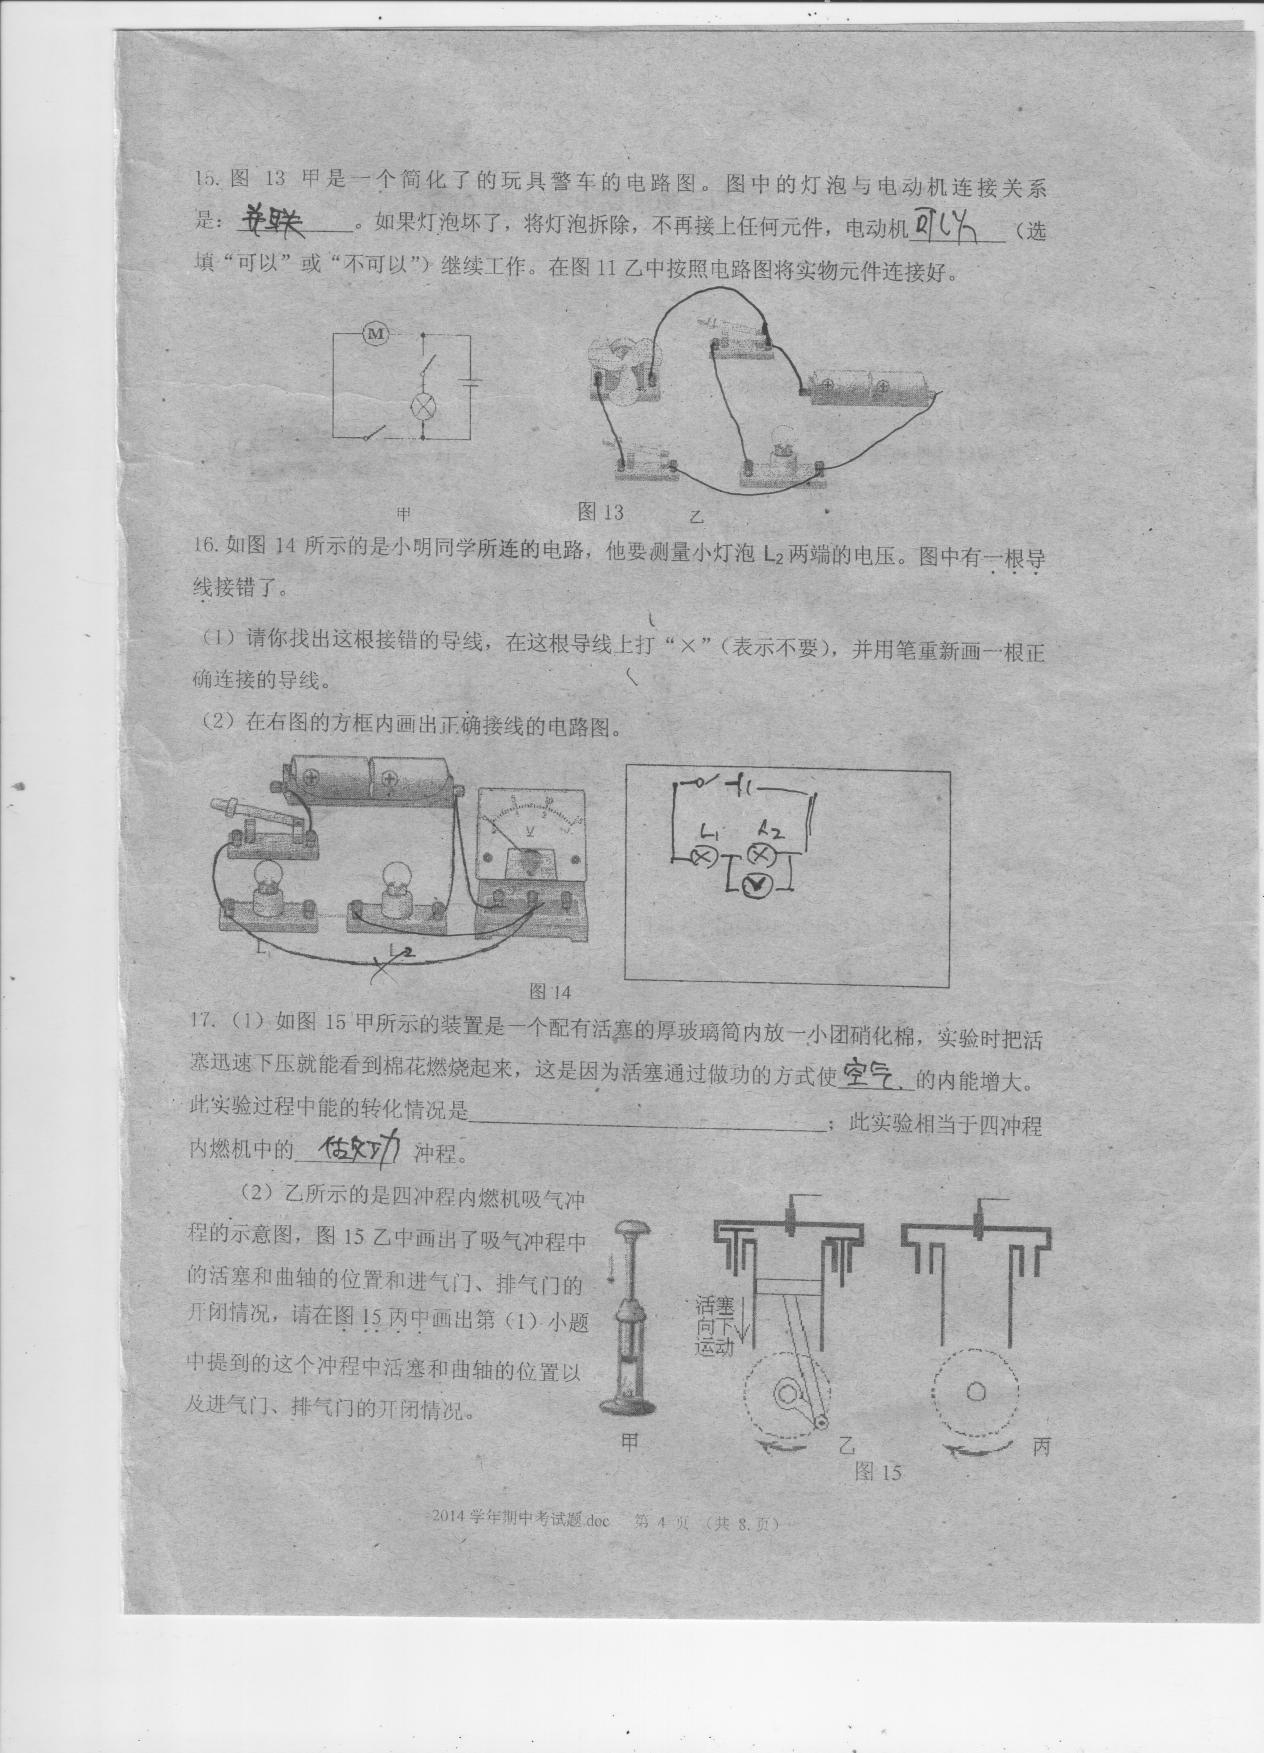 15. 图 13 甲是一个简化了的玩具警车的电路图。图中的灯泡与电动机连接关系
是：并联。如果灯泡坏了，将灯泡拆除，不再接上任何元件，电动机可以（选
填“可以”或“不可以”）继续工作。在图 11 乙中按照电路图将实物元件连接好。
M
甲
图 13
乙
16. 如图 14 所示的是小明同学所连的电路，他要测量小灯泡 L₂ 两端的电压。图中有一根导
线接错了。
（1）请你找出这根接错的导线，在这根导线上打“×”（表示不要），并用笔重新画一根正
确连接的导线。
（2）在右图的方框内画出正确接线的电路图。
V
L₁
L₂
L₁
L₂
V
图 14
17.（1）如图 15 甲所示的装置是一个配有活塞的厚玻璃筒内放一小团硝化棉，实验时把活
塞迅速下压就能看到棉花燃烧起来，这是因为活塞通过做功的方式使空气的内能增大。
此实验过程中能的转化情况是；此实验相当于四冲程
内燃机中的做功冲程。
（2）乙所示的是四冲程内燃机吸气冲
程的示意图，图 15 乙中画出了吸气冲程中
的活塞和曲轴的位置和进气门、排气门的
开闭情况，请在图 15 丙中画出第（1）小题
中提到的这个冲程中活塞和曲轴的位置以
及进气门、排气门的开闭情况。
活塞
向下
运动
甲
乙
丙
图 15
2014 学年期中考试题.doc 第 4 页 （共 8 页）